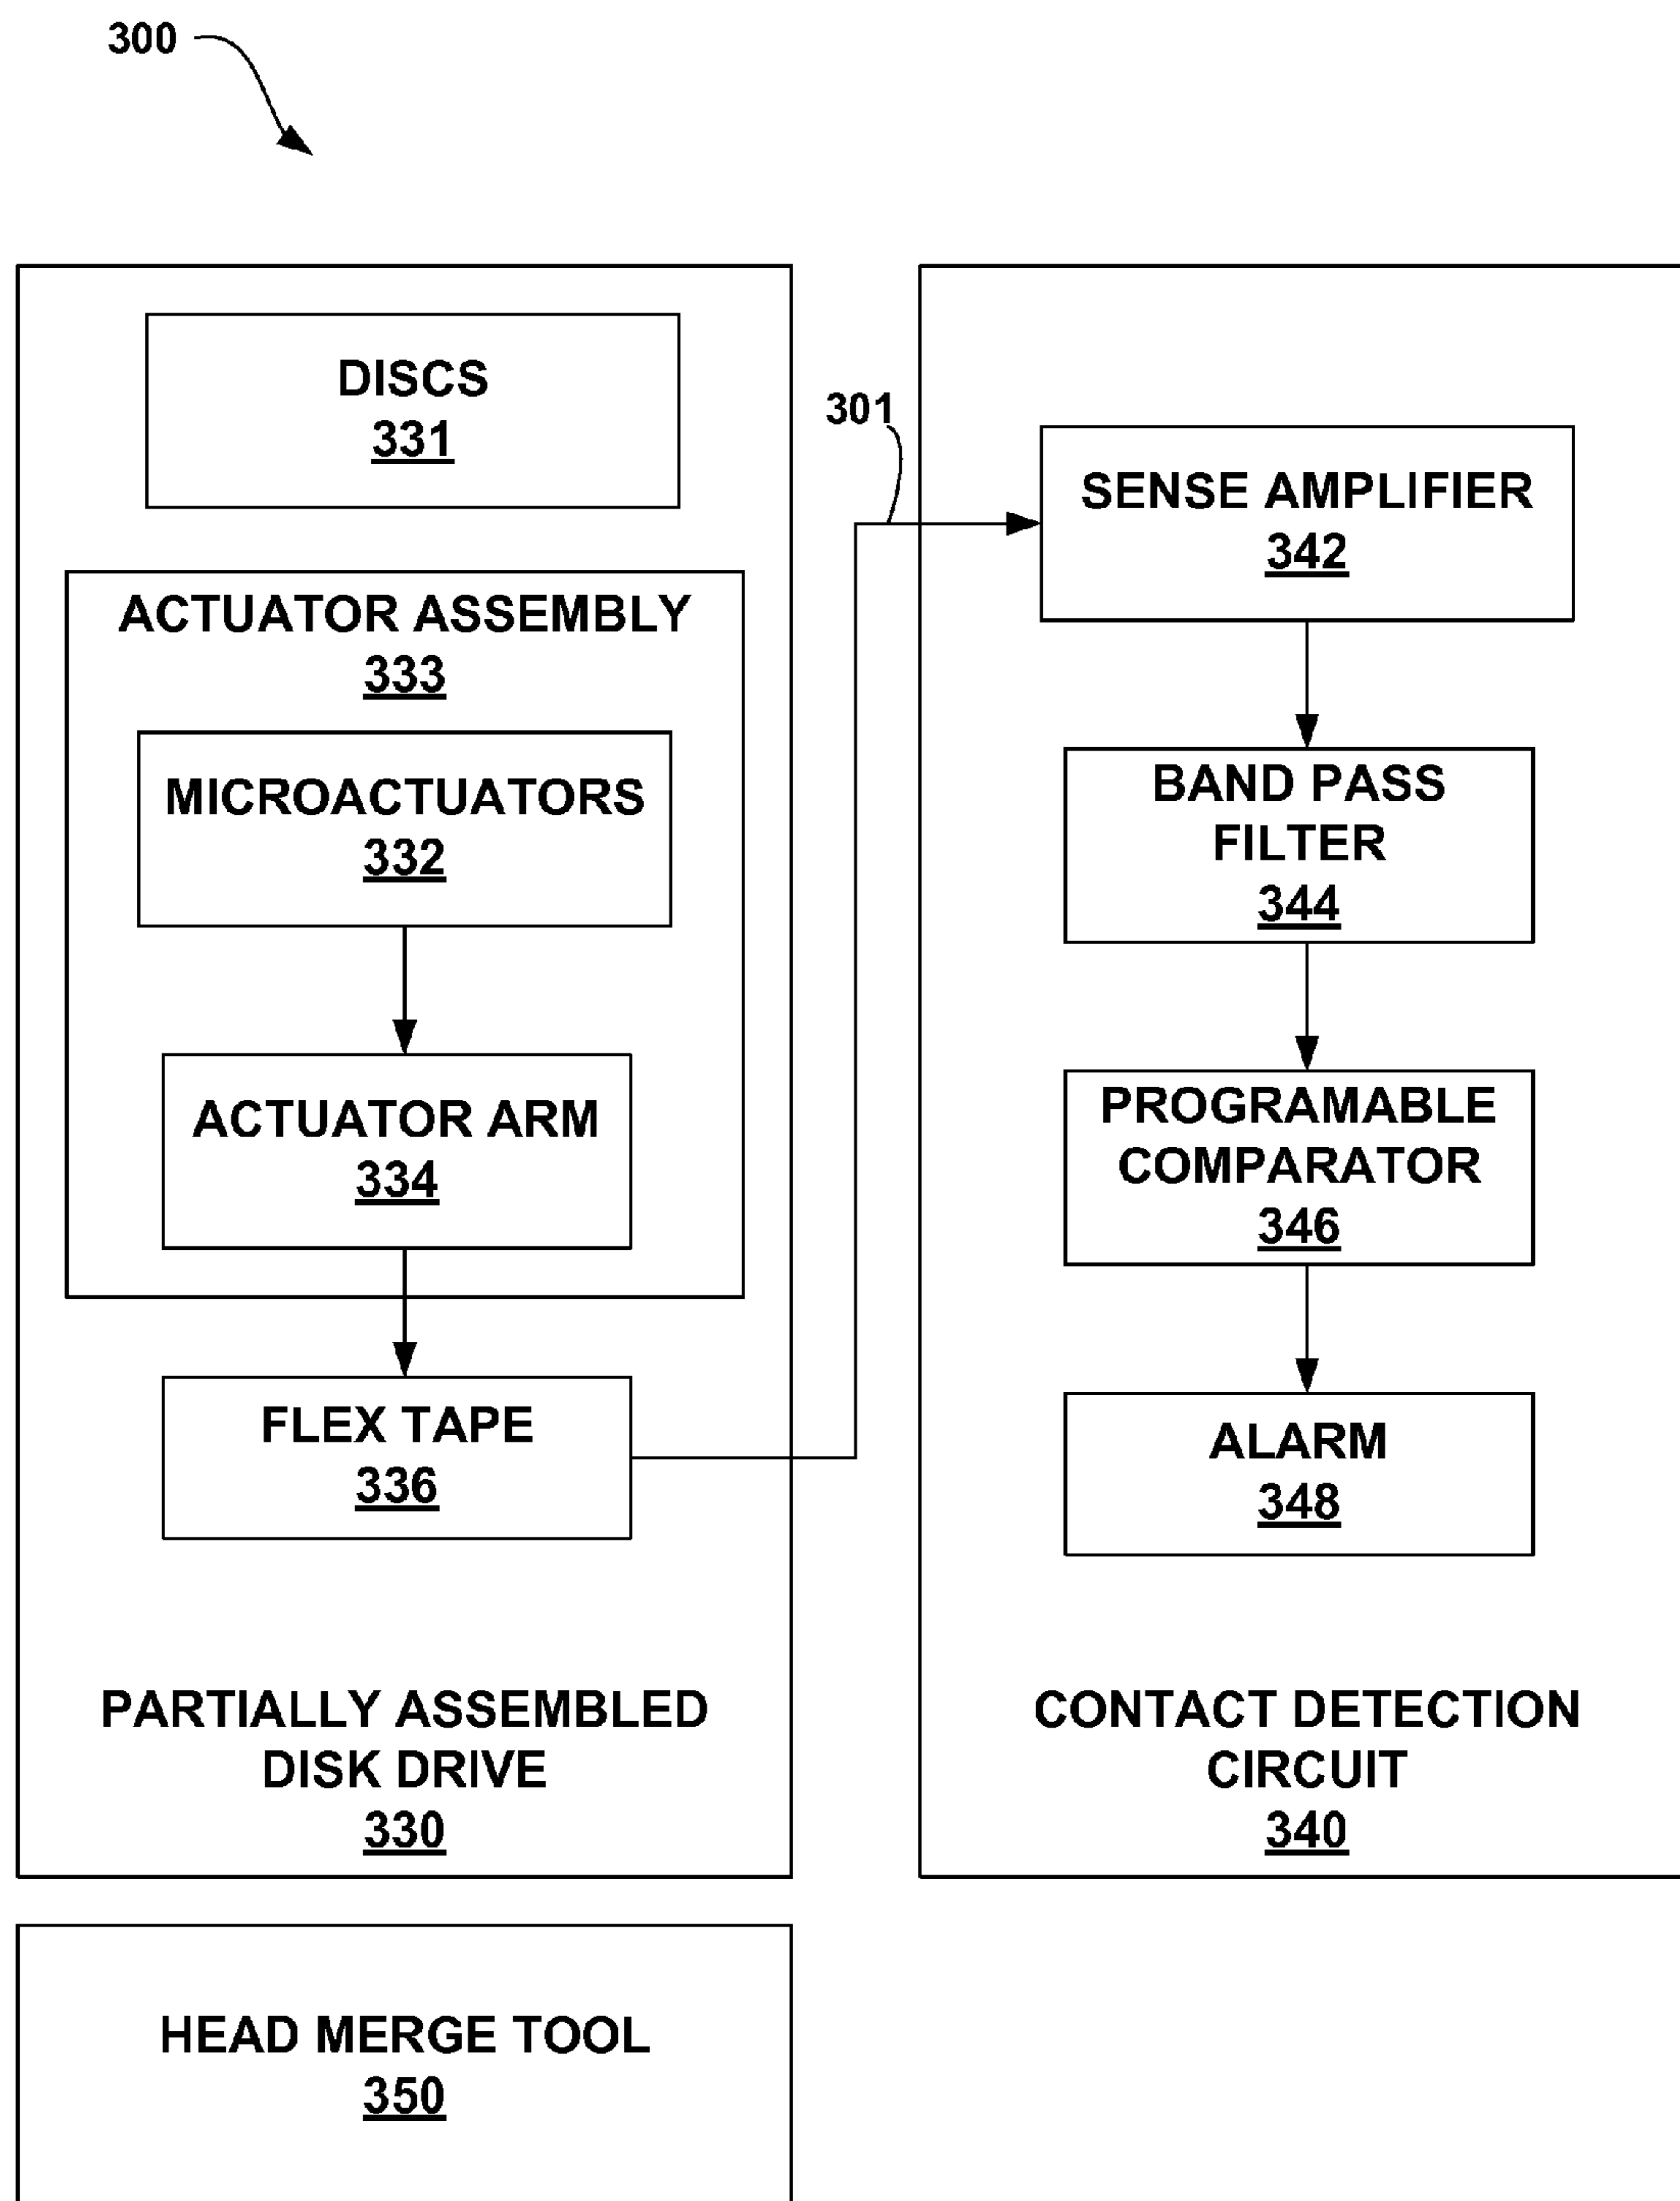 300
DISCS
331
ACTUATOR ASSEMBLY
333
MICROACTUATORS
332
ACTUATOR ARM
334
FLEX TAPE
336
PARTIALLY ASSEMBLED
DISK DRIVE
330
301
SENSE AMPLIFIER
342
BAND PASS
FILTER
344
PROGRAMABLE
COMPARATOR
346
ALARM
348
CONTACT DETECTION
CIRCUIT
340
HEAD MERGE TOOL
350